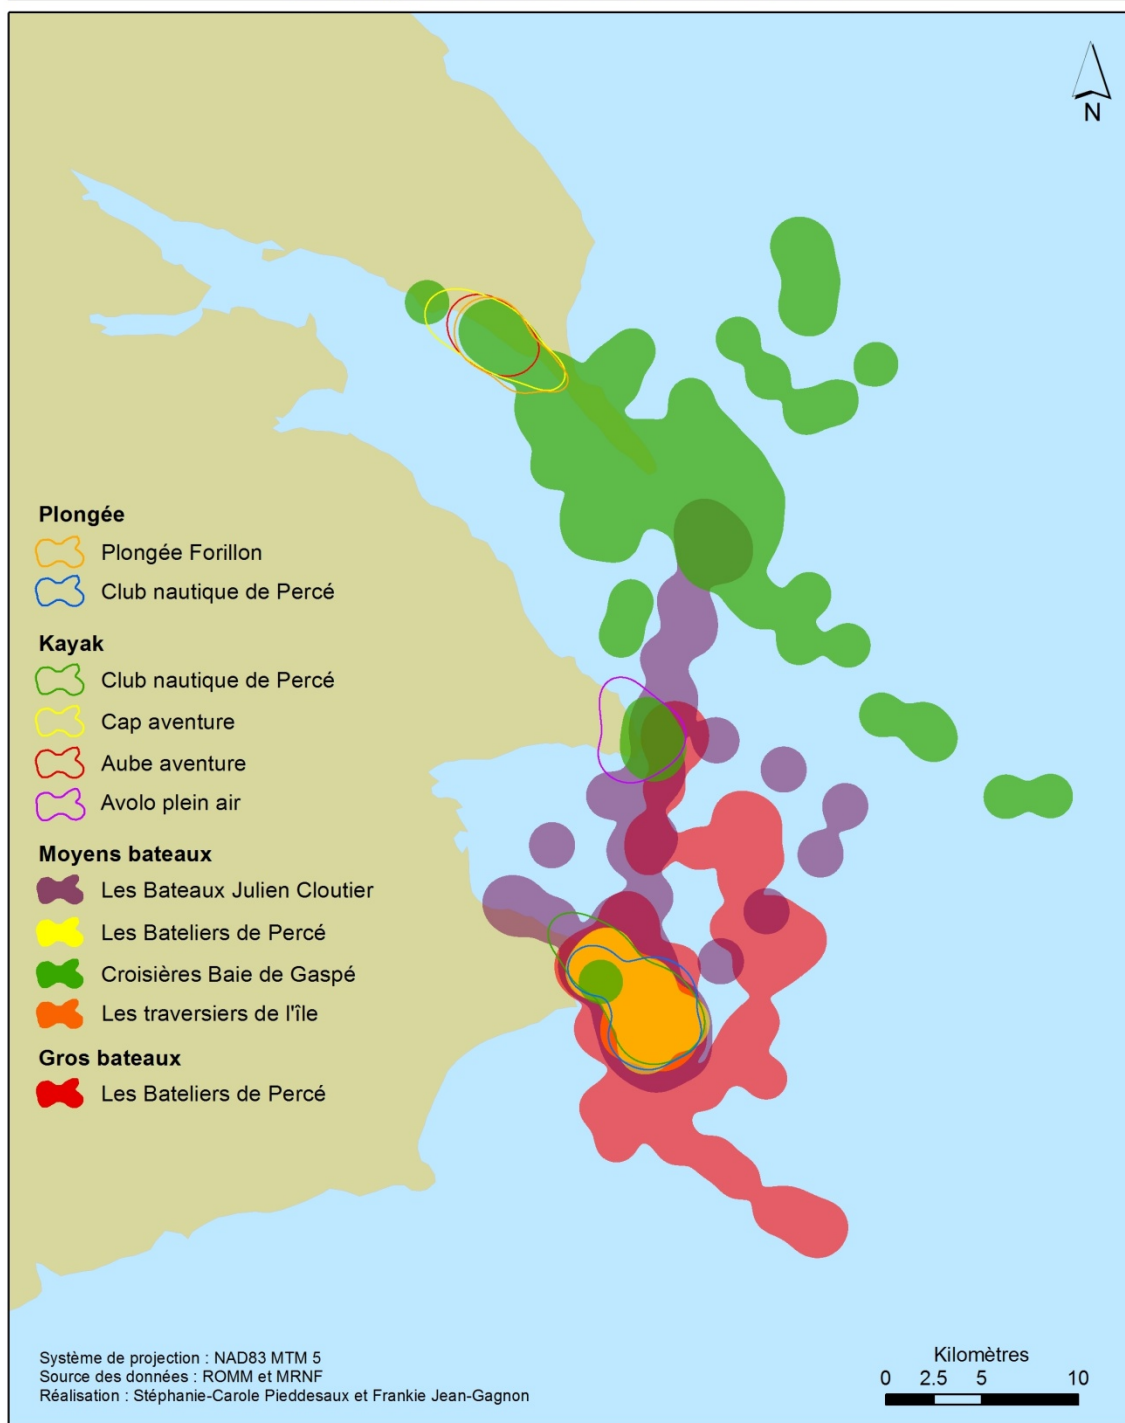 N
Plongée
Plongée Forillon
Club nautique de Percé
Kayak
Club nautique de Percé
Cap aventure
Aube aventure
Avolo plein air
Moyens bateaux
Les Bateaux Julien Cloutier
Les Bateliers de Percé
Croisières Baie de Gaspé
Les traversiers de l'île
Gros bateaux
Les Bateliers de Percé
Système de projection : NAD83 MTM 5
Source des données : ROMM et MRNF
Réalisation : Stéphanie-Carole Pieddesaux et Frankie Jean-Gagnon
Kilomètres
0 2.5 5 10